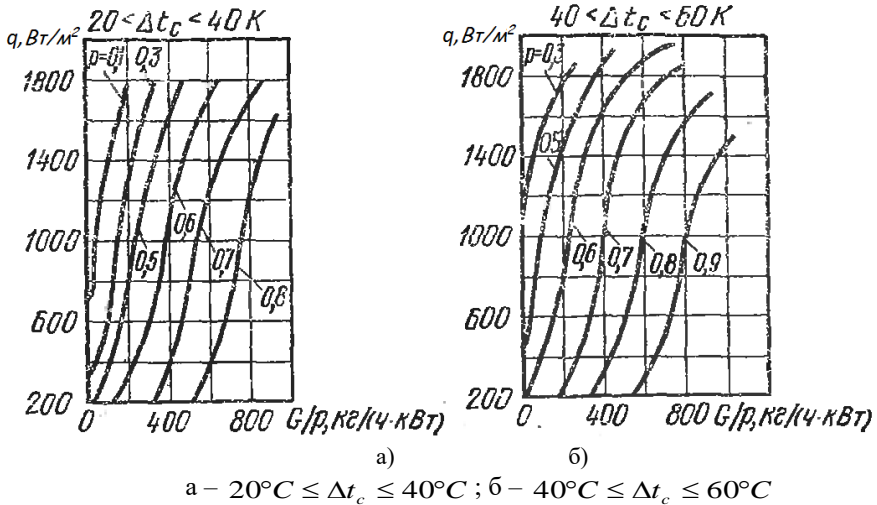 20 < Δt_c < 40 K
q, Вт/м²
p=0,1 0,3
1800
1400
1000
600
200
0,5
0,6
0,7
0,8
0 400 800 G/p, кг/(ч·кВт)
40 < Δt_c < 60 K
q, Вт/м²
p=0,3
1800
1400
1000
600
200
0,5
0,6 0,7 0,8 0,9
0 400 800 G/p, кг/(ч·кВт)
а) б)
а – 20°C ≤ Δt_c ≤ 40°C ; б – 40°C ≤ Δt_c ≤ 60°C